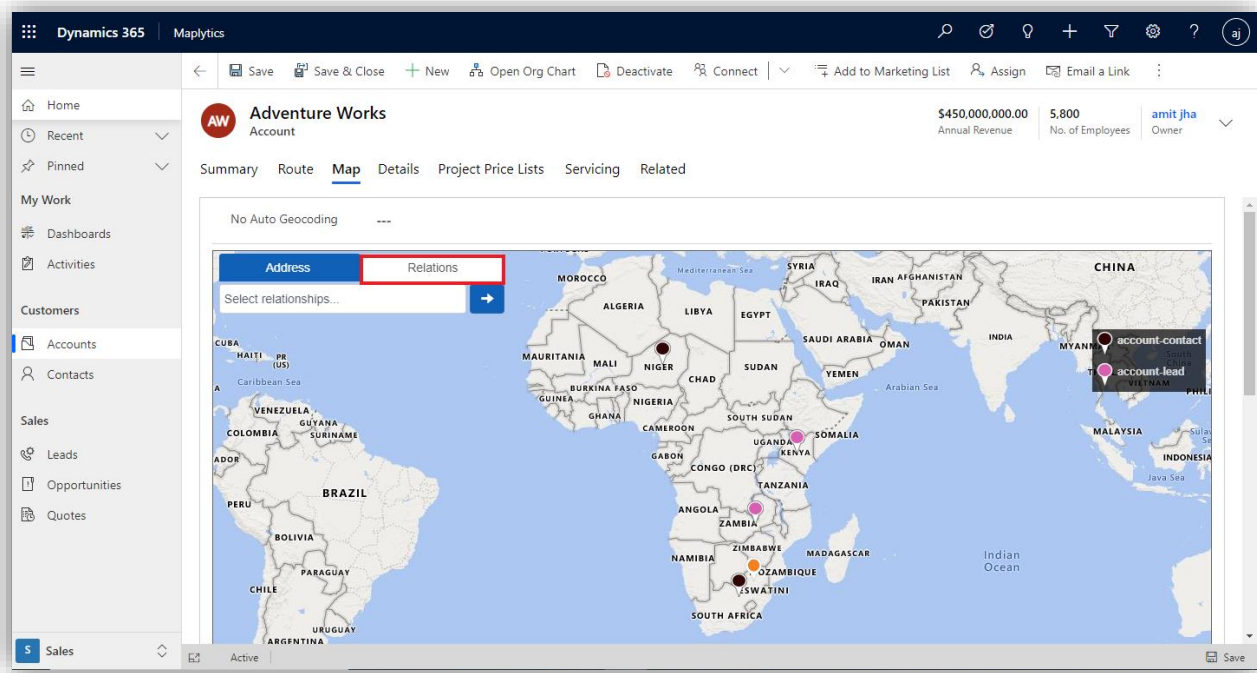 Dynamics 365 Maplytics aj
Save Save & Close New Open Org Chart Deactivate Connect Add to Marketing List Assign Email a Link
Home
Recent
Pinned
My Work
Dashboards
Activities
Customers
Accounts
Contacts
Sales
Leads
Opportunities
Quotes
S Sales
AW Adventure Works
Account
$450,000,000.00 5,800 amit jha
Annual Revenue No. of Employees Owner
Summary Route Map Details Project Price Lists Servicing Related
No Auto Geocoding ---
Address Relations
Select relationships...
Mediterranean Sea SYRIA CHINA
MOROCCO IRAQ IRAN AFGHANISTAN
PAKISTAN
ALGERIA LIBYA EGYPT
SAUDI ARABIA OMAN INDIA
CUBA
HAITI PR
(US)
Caribbean Sea
MAURITANIA MALI NIGER CHAD SUDAN YEMEN Arabian Sea
BURKINA FASO
GUINEA NIGERIA
GHANA
account-contact
account-lead
VIETNAM
VENEZUELA GUYANA
COLOMBIA SURINAME
CAMEROON SOUTH SUDAN
UGANDA SOMALIA
KENYA
MALAYSIA
GABON
CONGO (DRC)
INDONESIA
Java Sea
TANZANIA
BRAZIL
PERU
ANGOLA
ZAMBIA
BOLIVIA
ZIMBABWE MADAGASCAR
NAMIBIA
OZAMBIQUE
Indian
Ocean
PARAGUAY
CHILE
ESWATINI
SOUTH AFRICA
URUGUAY
ARGENTINA
Active Save